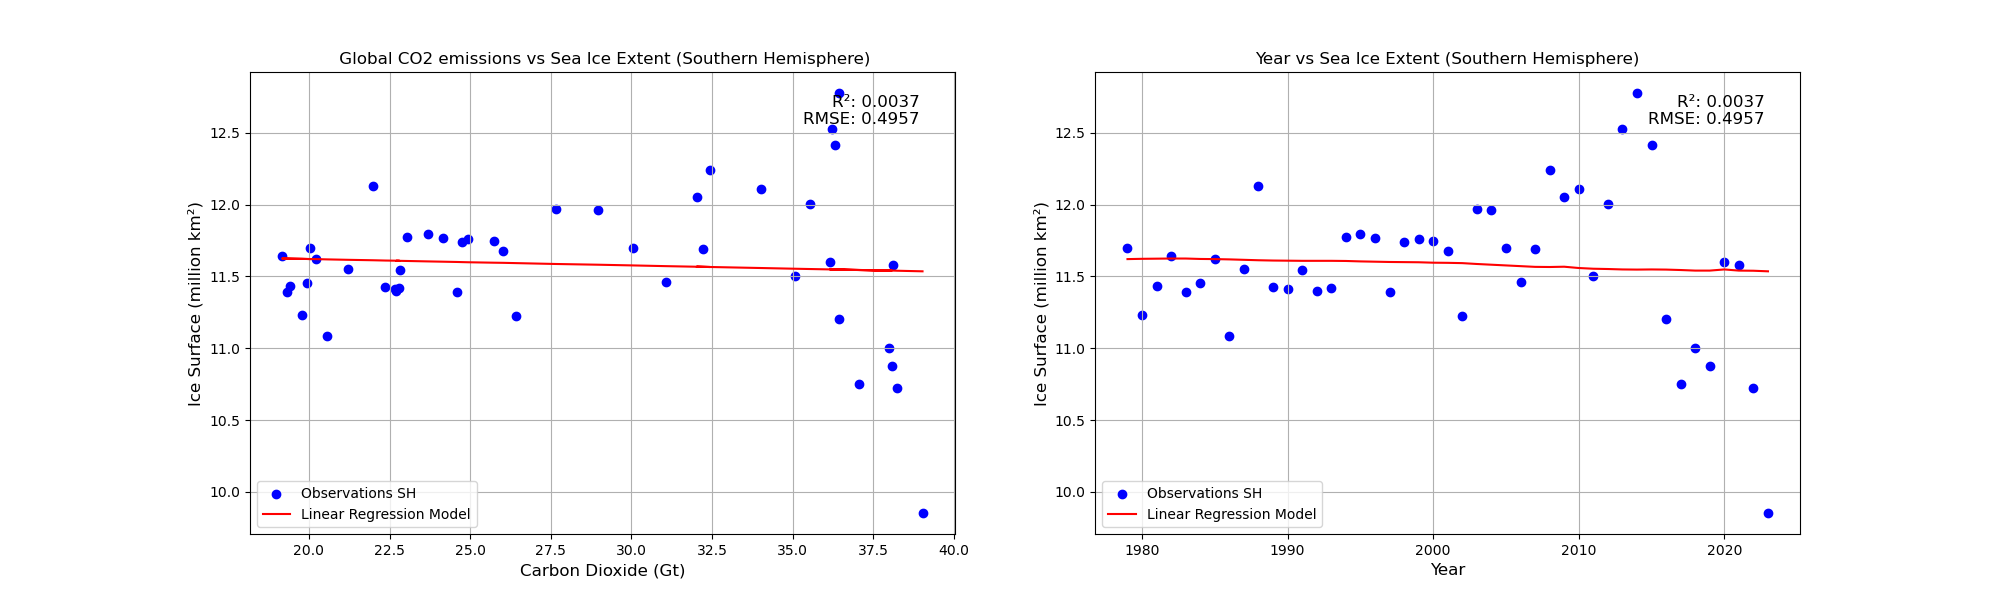 Global CO2 emissions vs Sea Ice Extent (Southern Hemisphere)
R²: 0.0037
RMSE: 0.4957
Ice Surface (million km²)
12.5
12.0
11.5
11.0
10.5
10.0
Observations SH
Linear Regression Model
20.0 22.5 25.0 27.5 30.0 32.5 35.0 37.5 40.0
Carbon Dioxide (Gt)
Year vs Sea Ice Extent (Southern Hemisphere)
R²: 0.0037
RMSE: 0.4957
Ice Surface (million km²)
12.5
12.0
11.5
11.0
10.5
10.0
Observations SH
Linear Regression Model
1980 1990 2000 2010 2020
Year